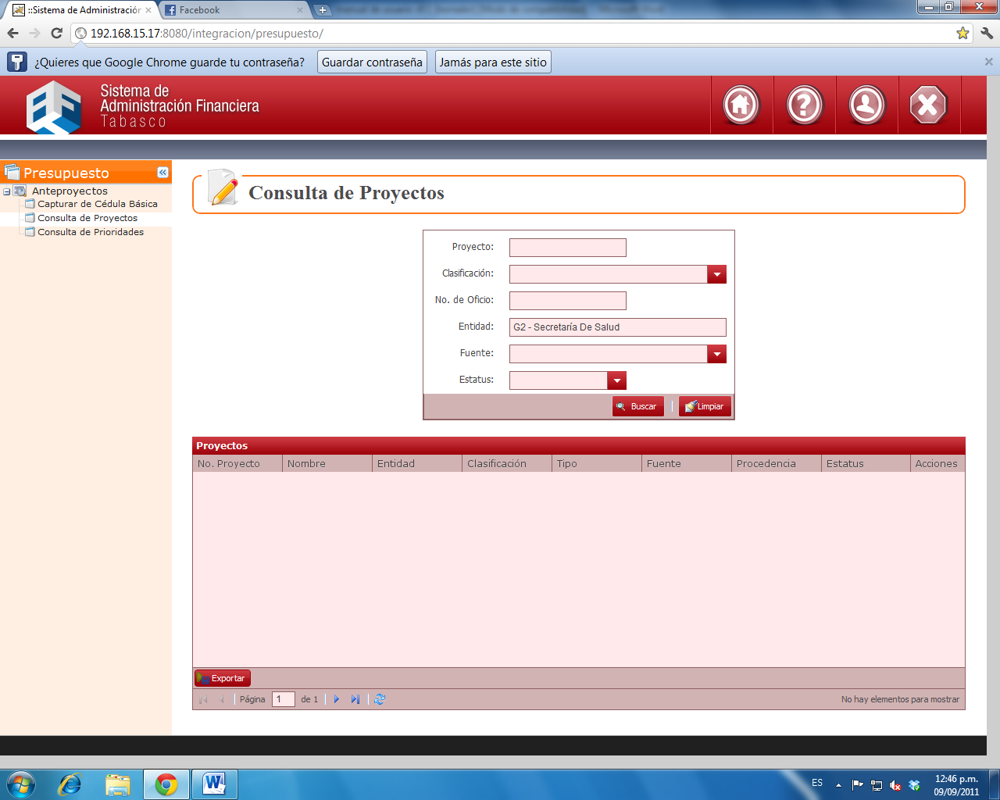 ::Sistema de Administración
Facebook
192.168.15.17:8080/integracion/presupuesto/
¿Quieres que Google Chrome guarde tu contraseña?
Guardar contraseña
Jamás para este sitio
Sistema de
Administración Financiera
Tabasco
Presupuesto
Anteproyectos
Capturar de Cédula Básica
Consulta de Proyectos
Consulta de Prioridades
Consulta de Proyectos
Proyecto:
Clasificación:
No. de Oficio:
Entidad: G2 - Secretaría De Salud
Fuente:
Estatus:
Buscar
Limpiar
Proyectos
No. Proyecto Nombre Entidad Clasificación Tipo Fuente Procedencia Estatus Acciones
Exportar
Página 1 de 1
No hay elementos para mostrar
ES
12:46 p.m.
09/09/2011